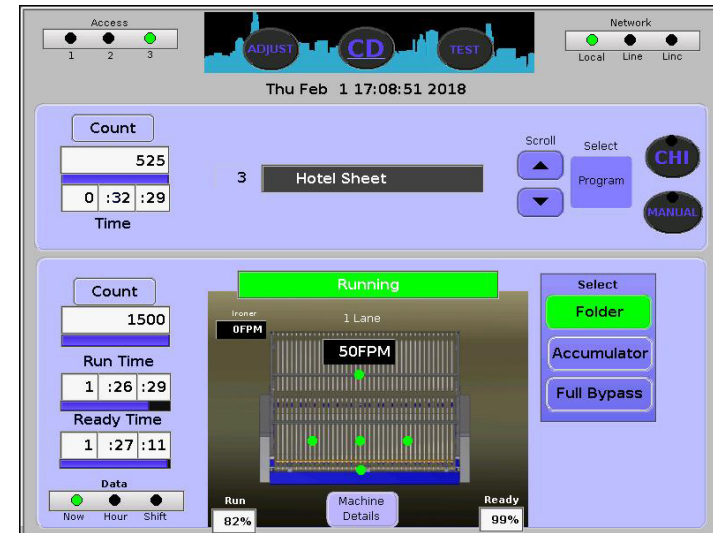 Access
1 2 3
ADJUST
CD
TEST
Network
Local Line Linc
Thu Feb 1 17:08:51 2018
Count
525
0 :32 :29
Time
3 Hotel Sheet
Scroll
Select
Program
CHI
MANUAL
Count
1500
Run Time
1 :26 :29
Ready Time
1 :27 :11
Data
Now Hour Shift
Running
Ironer
0FPM
1 Lane
50FPM
Run
82%
Machine
Details
Ready
99%
Select
Folder
Accumulator
Full Bypass